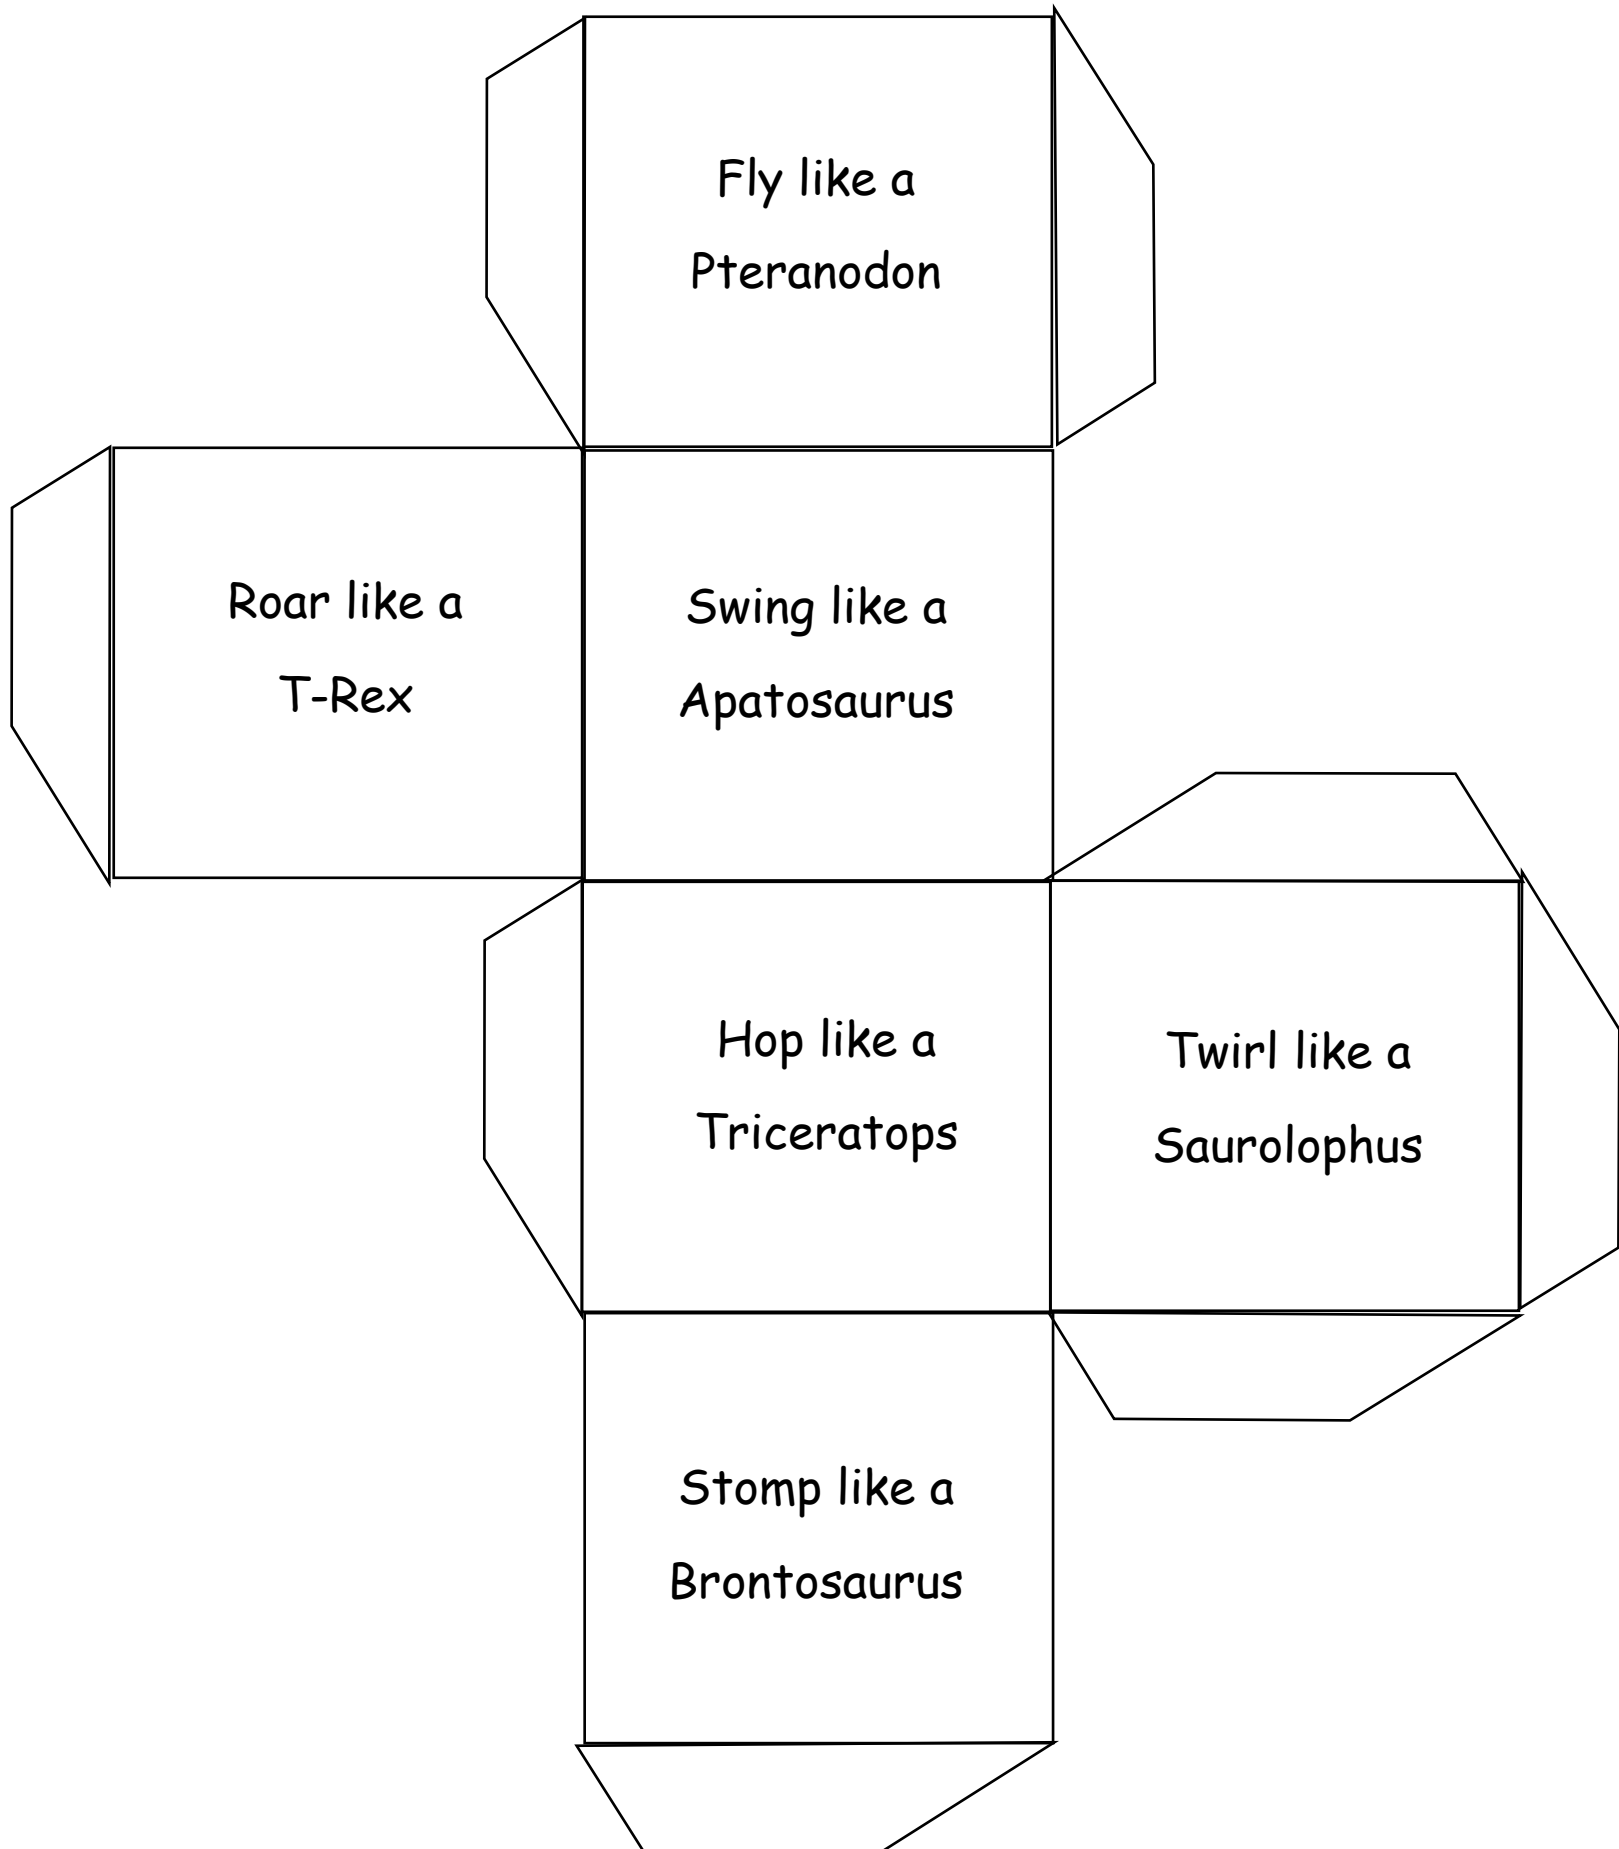 Fly like a
Pteranodon
Roar like a
T-Rex
Swing like a
Apatosaurus
Hop like a
Triceratops
Twirl like a
Saurolophus
Stomp like a
Brontosaurus